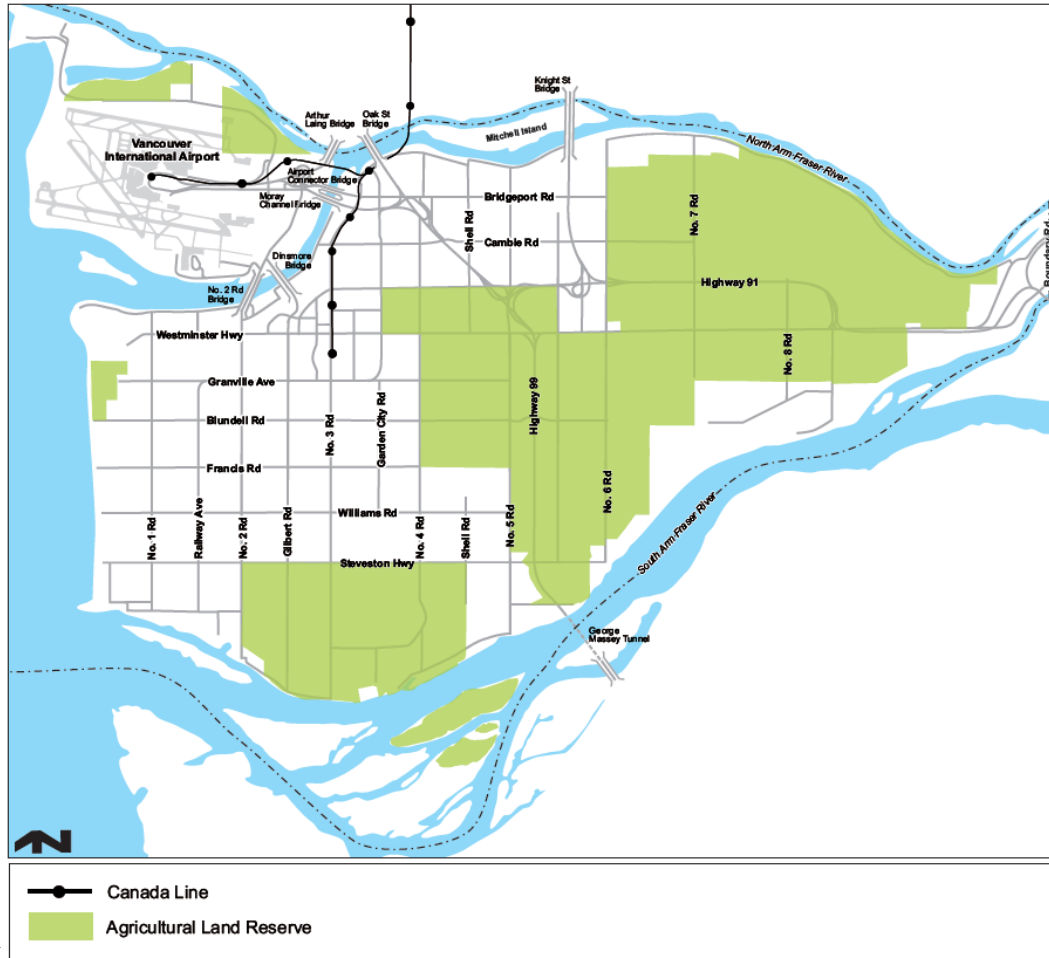 Knight St
Bridge
Arthur
Laing Bridge
Oak St
Bridge
Mitchell Island
North Arm Fraser River
Vancouver
International Airport
Airport
Connector Bridge
Moray
Channel Bridge
Bridgeport Rd
No. 7 Rd
Shell Rd
Cambie Rd
Dinsmore
Bridge
Boundary Rd
No. 2 Rd
Bridge
Highway 91
Westminster Hwy
No. 8 Rd
Granville Ave
Highway 99
Blundell Rd
No. 3 Rd
Garden City Rd
Francis Rd
No. 6 Rd
Williams Rd
No. 1 Rd
Railway Ave
No. 2 Rd
Gilbert Rd
No. 4 Rd
Shell Rd
No. 5 Rd
South Arm Fraser River
Steveston Hwy
George
Massey Tunnel
N
Canada Line
Agricultural Land Reserve